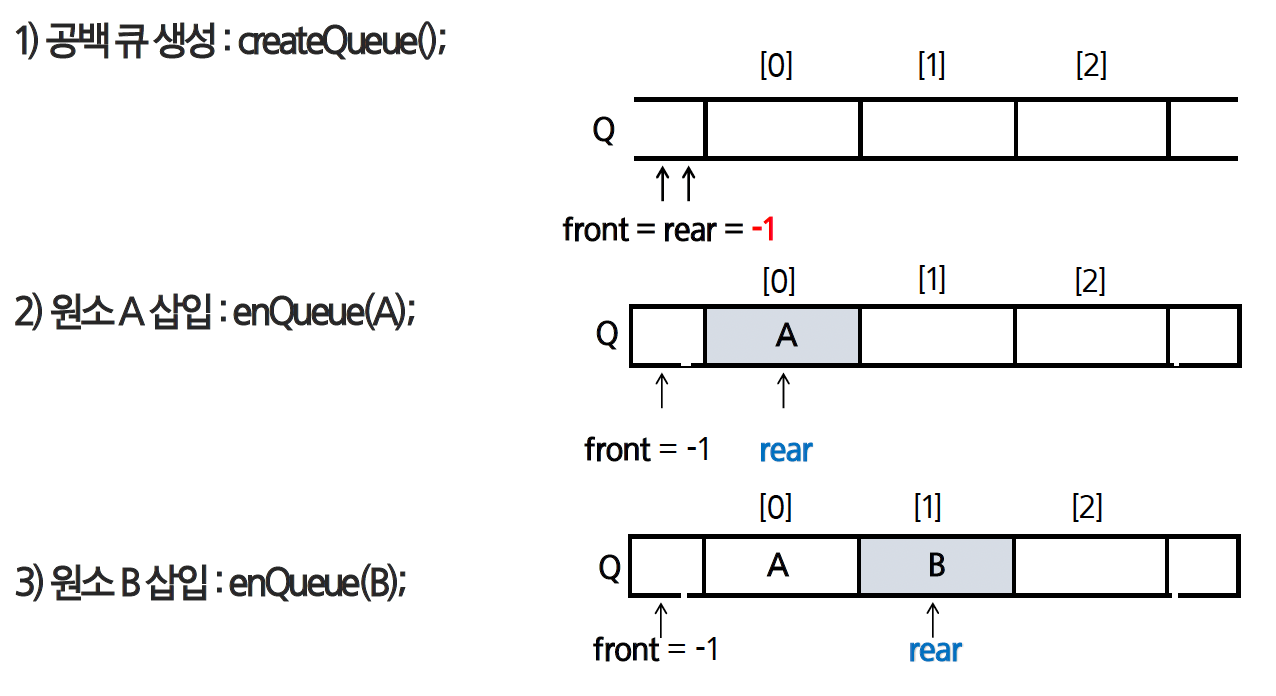 1) 공백 큐 생성 : createQueue();
[0] [1] [2]
Q
front = rear = -1
2) 원소 A 삽입 : enQueue(A);
[0] [1] [2]
Q A
front = -1 rear
3) 원소 B 삽입 : enQueue(B);
[0] [1] [2]
Q A B
front = -1 rear